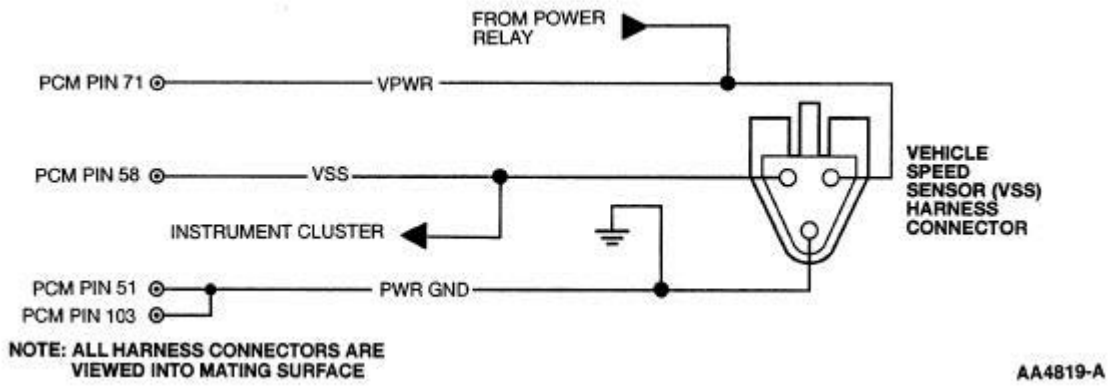 FROM POWER
RELAY
PCM PIN 71
VPWR
PCM PIN 58
VSS
VEHICLE
SPEED
SENSOR (VSS)
HARNESS
CONNECTOR
INSTRUMENT CLUSTER
PCM PIN 51
PWR GND
PCM PIN 103
NOTE: ALL HARNESS CONNECTORS ARE
VIEWED INTO MATING SURFACE
AA4819-A